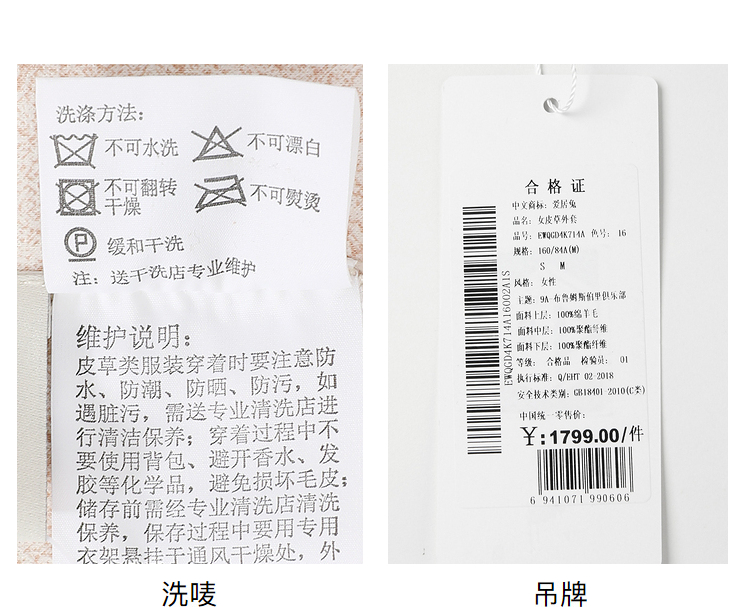 洗涤方法:
不可水洗
不可漂白
不可翻转
干燥
不可熨烫
P
缓和干洗
注: 送干洗店专业维护
维护说明:
皮草类服装穿着时要注意防
水、防潮、防晒、防污, 如
遇脏污, 需送专业清洗店进
行清洁保养; 穿着过程中不
要使用背包、避开香水、发
胶等化学品, 避免损坏毛皮;
储存前需经专业清洗店清洗
保养, 保存过程中要用专用
衣架悬挂于通风干燥处, 外
洗唛
合格证
中文商标: 爱居兔
品名: 女皮草外套
品号: EWQGD4K714A 色号: 16
规格: 160/84A(M)
S M
风格: 女性
主题: 9A-布鲁姆斯伯里俱乐部
面料上层: 100%绵羊毛
面料中层: 100%聚酯纤维
面料下层: 100%聚酯纤维
等级: 合格品 检验员: 01
执行标准: Q/EHT 02-2018
安全技术类别: GB18401-2010(C类)
中国统一零售价:
¥:1799.00/件
6 941071 990606
EWQGD4K714A16002A1S
吊牌